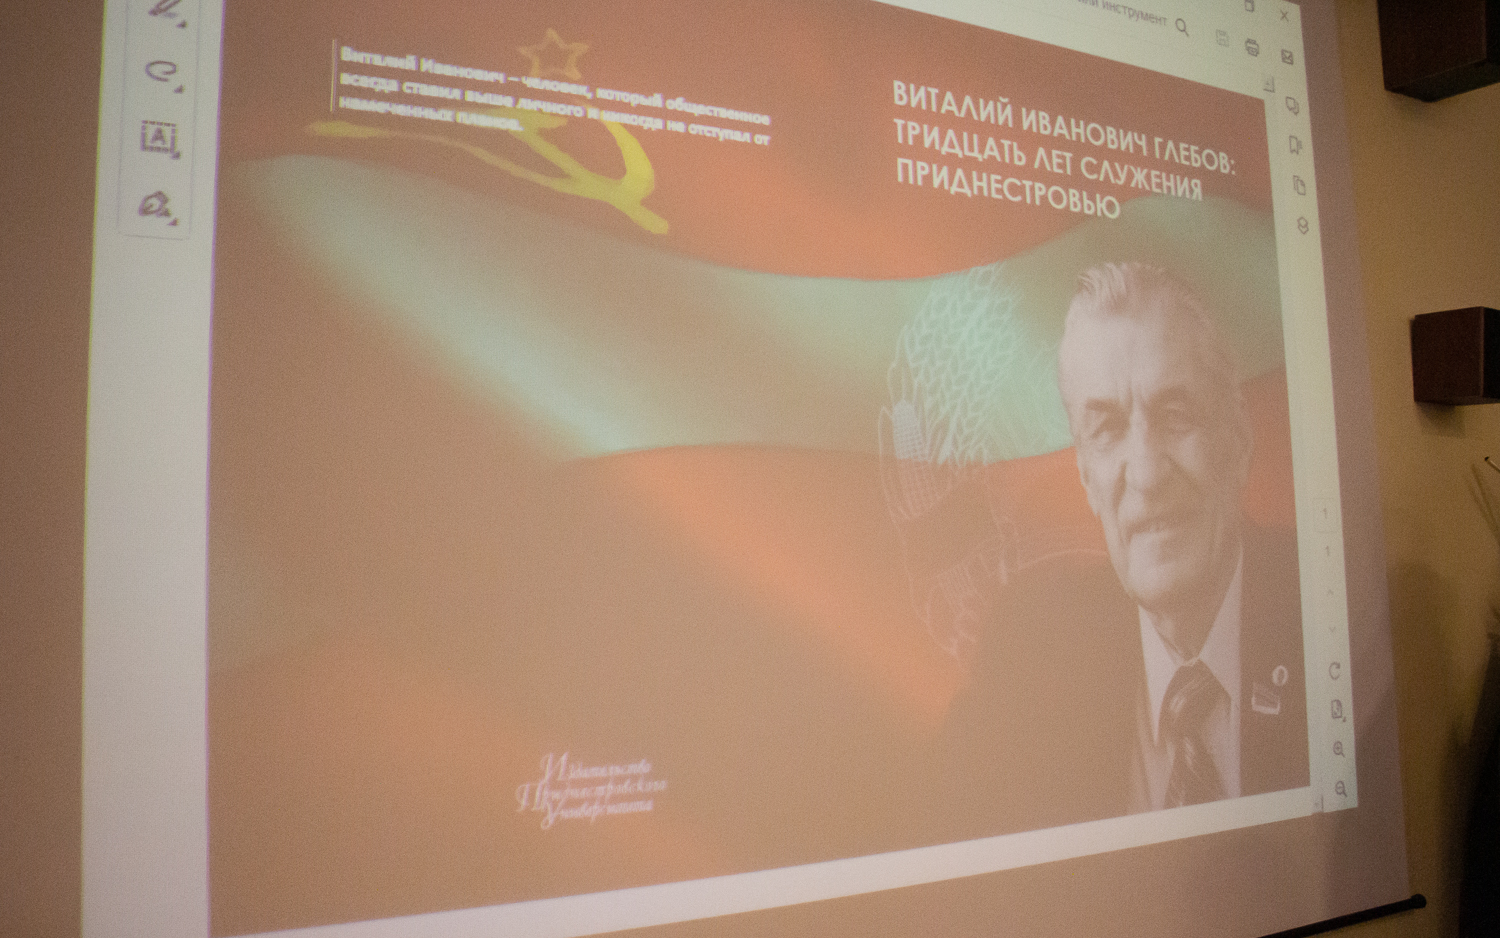 или инструмент
Виталий Иванович – человек, который общественное
всегда ставил выше личного и никогда не отступал от
намеченных планов.
ВИТАЛИЙ ИВАНОВИЧ ГЛЕБОВ:
ТРИДЦАТЬ ЛЕТ СЛУЖЕНИЯ
ПРИДНЕСТРОВЬЮ
A
1
1
Издательство
Приднестровского
Университета